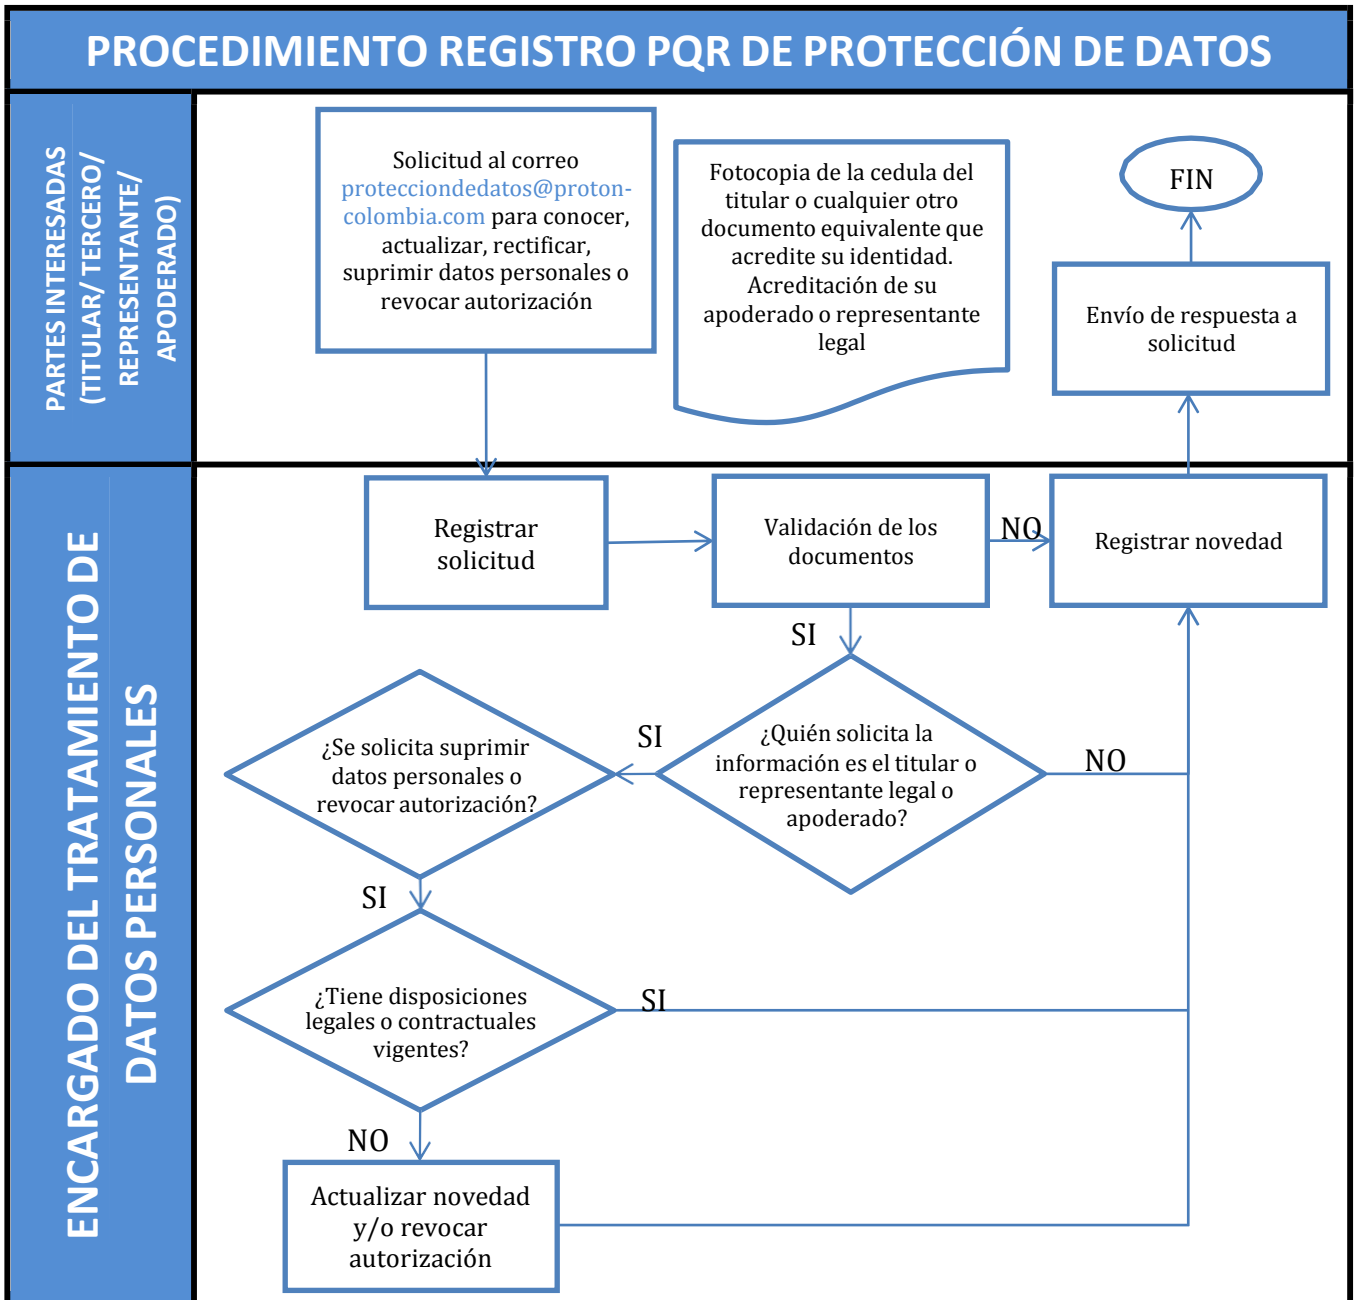 PROCEDIMIENTO REGISTRO PQR DE PROTECCIÓN DE DATOS
PARTES INTERESADAS
(TITULAR/ TERCERO/
REPRESENTANTE/
APODERADO)
Solicitud al correo
protecciondedatos@proton-
colombia.com para conocer,
actualizar, rectificar,
suprimir datos personales o
revocar autorización
Fotocopia de la cedula del
titular o cualquier otro
documento equivalente que
acredite su identidad.
Acreditación de su
apoderado o representante
legal
FIN
Envío de respuesta a
solicitud
ENCARGADO DEL TRATAMIENTO DE
DATOS PERSONALES
Registrar
solicitud
Validación de los
documentos
NO
Registrar novedad
SI
¿Quién solicita la
información es el titular o
representante legal o
apoderado?
NO
SI
¿Se solicita suprimir
datos personales o
revocar autorización?
SI
¿Tiene disposiciones
legales o contractuales
vigentes?
SI
NO
Actualizar novedad
y/o revocar
autorización